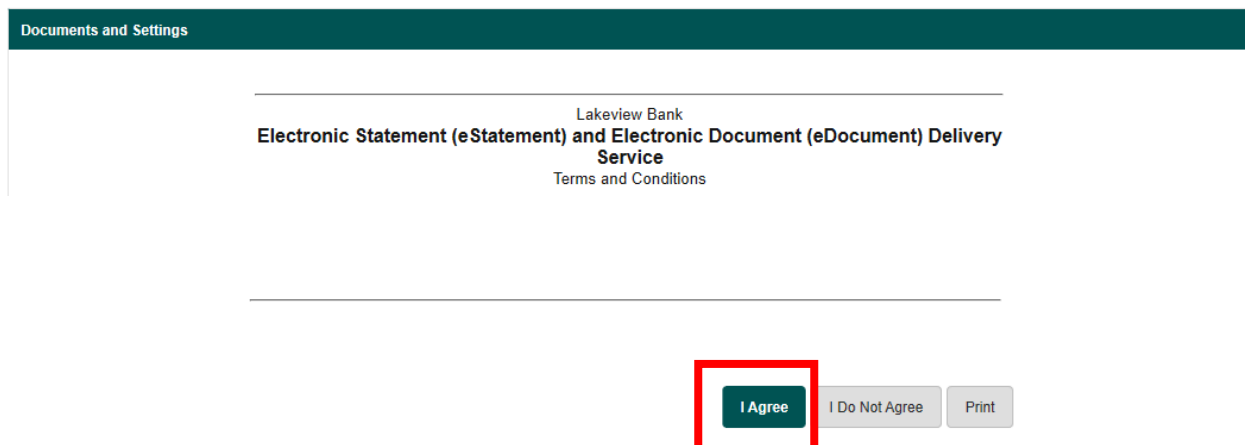 Documents and Settings
Lakeview Bank
Electronic Statement (eStatement) and Electronic Document (eDocument) Delivery
Service
Terms and Conditions
I Agree I Do Not Agree Print